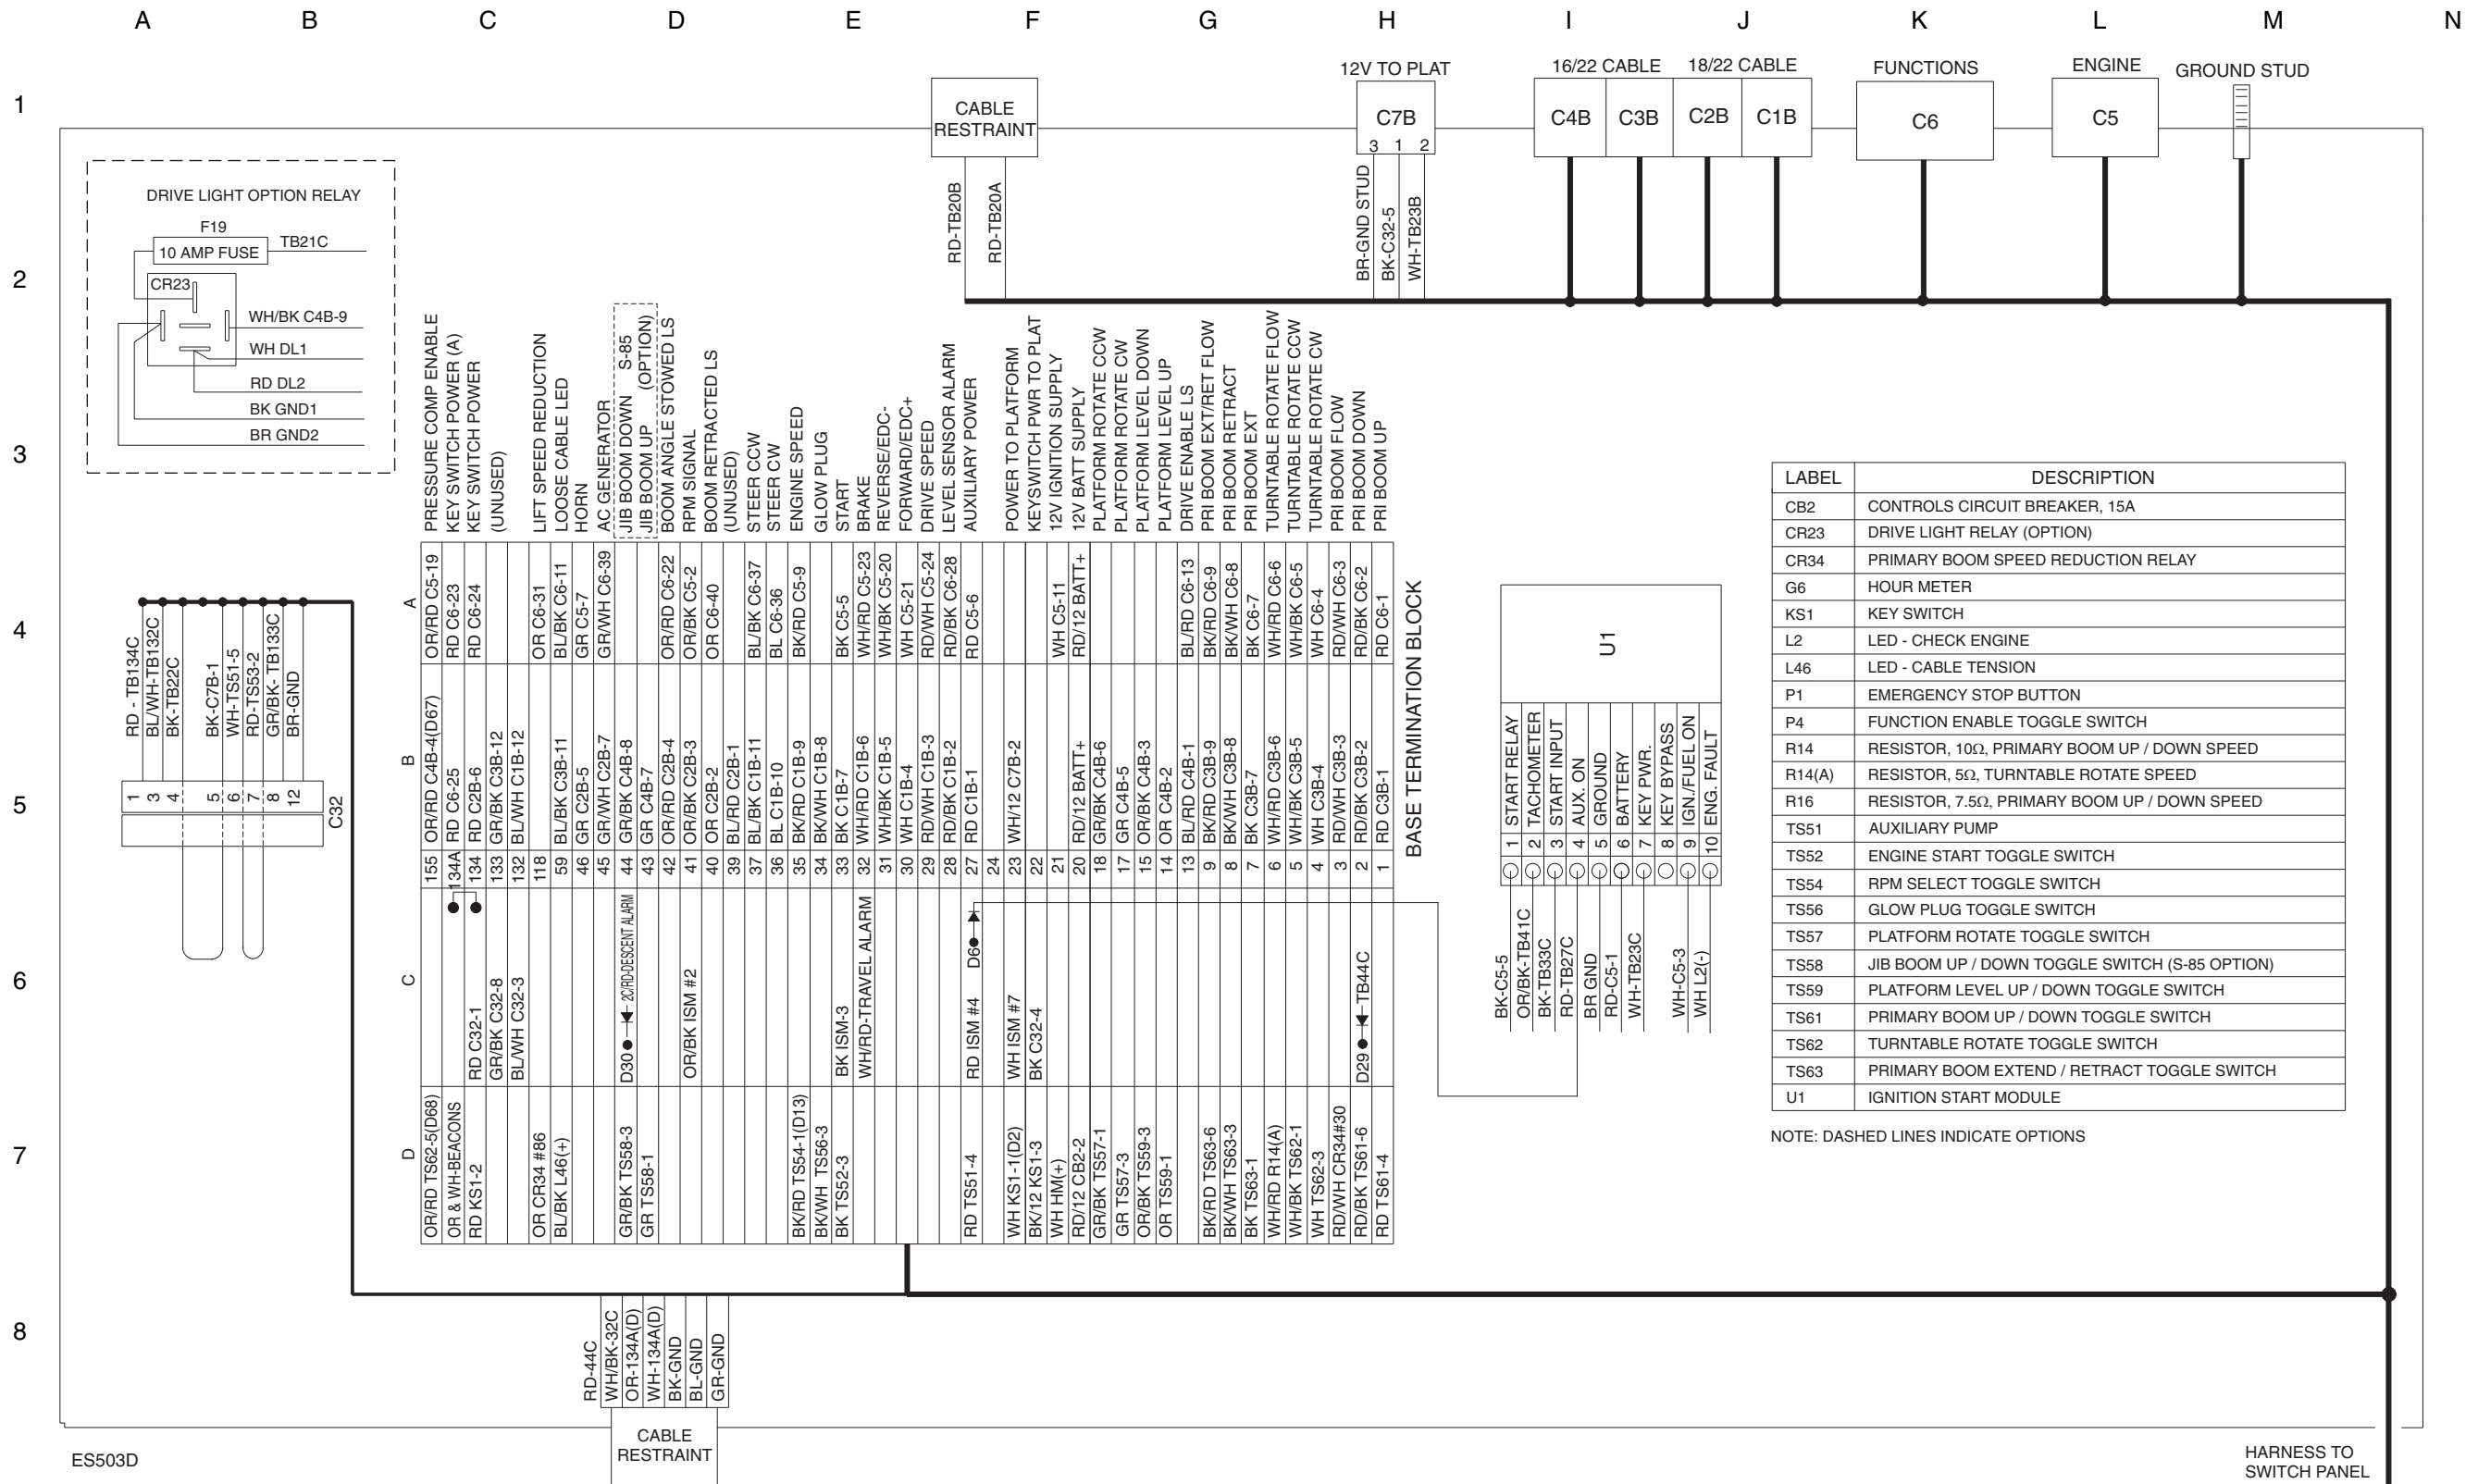 A B C D E F G H I J K L M N
1
2
3
4
5
6
7
8
CABLE
RESTRAINT
12V TO PLAT
C7B
3 1 2
16/22 CABLE
18/22 CABLE
C4B C3B C2B C1B
FUNCTIONS
C6
ENGINE
C5
GROUND STUD
RD-TB20B
RD-TB20A
BR-GND STUD
BK-C32-5
WH-TB23B
DRIVE LIGHT OPTION RELAY
F19
10 AMP FUSE
TB21C
CR23
WH/BK C4B-9
WH DL1
RD DL2
BK GND1
BR GND2
PRESSURE COMP ENABLE
KEY SWITCH POWER (A)
KEY SWITCH POWER
(UNUSED)
LIFT SPEED REDUCTION
LOOSE CABLE LED
HORN
AC GENERATOR
JIB BOOM DOWN S-85
JIB BOOM UP (OPTION)
BOOM ANGLE STOWED LS
RPM SIGNAL
BOOM RETRACTED LS
(UNUSED)
STEER CCW
STEER CW
ENGINE SPEED
GLOW PLUG
START
BRAKE
REVERSE/EDC-
FORWARD/EDC+
DRIVE SPEED
LEVEL SENSOR ALARM
AUXILIARY POWER
POWER TO PLATFORM
KEYSWITCH PWR TO PLAT
12V IGNITION SUPPLY
12V BATT SUPPLY
PLATFORM ROTATE CCW
PLATFORM ROTATE CW
PLATFORM LEVEL DOWN
PLATFORM LEVEL UP
DRIVE ENABLE LS
PRI BOOM EXT/RET FLOW
PRI BOOM RETRACT
PRI BOOM EXT
TURNTABLE ROTATE FLOW
TURNTABLE ROTATE CCW
TURNTABLE ROTATE CW
PRI BOOM FLOW
PRI BOOM DOWN
PRI BOOM UP
A
OR/RD C5-19
RD C6-23
RD C6-24
OR C6-31
BL/BK C6-11
GR C5-7
GR/WH C6-39
OR/RD C6-22
OR/BK C5-2
OR C6-40
BL/BK C6-37
BL C6-36
BK/RD C5-9
BK C5-5
WH/RD C5-23
WH/BK C5-20
WH C5-21
RD/WH C5-24
RD/BK C6-28
RD C5-6
WH C5-11
RD/12 BATT+
BL/RD C6-13
BK/RD C6-9
BK/WH C6-8
BK C6-7
WH/RD C6-6
WH/BK C6-5
WH C6-4
RD/WH C6-3
RD/BK C6-2
RD C6-1
B
OR/RD C4B-4(D67)
RD C6-25
RD C2B-6
GR/BK C3B-12
BL/WH C1B-12
BL/BK C3B-11
GR C2B-5
GR/WH C2B-7
GR/BK C4B-8
GR C4B-7
OR/RD C2B-4
OR/BK C2B-3
OR C2B-2
BL/RD C2B-1
BL/BK C1B-11
BL C1B-10
BK/RD C1B-9
BK/WH C1B-8
BK C1B-7
WH/RD C1B-6
WH/BK C1B-5
WH C1B-4
RD/WH C1B-3
RD/BK C1B-2
RD C1B-1
WH/12 C7B-2
RD/12 BATT+
GR/BK C4B-6
GR C4B-5
OR/BK C4B-3
OR C4B-2
BL/RD C4B-1
BK/RD C3B-9
BK/WH C3B-8
BK C3B-7
WH/RD C3B-6
WH/BK C3B-5
WH C3B-4
RD/WH C3B-3
RD/BK C3B-2
RD C3B-1
155 134A 134 133 132 118 59 46 45 44 43 42 41 40 39 37 36 35 34 33 32 31 30 29 28 27 24 23 22 21 20 18 17 15 14 13 9 8 7 6 5 4 3 2 1
C
RD C32-1
GR/BK C32-8
BL/WH C32-3
D30 2C/RD-DESCENT ALARM
OR/BK ISM #2
BK ISM-3
WH/RD-TRAVEL ALARM
RD ISM #4 D6
WH ISM #7
BK C32-4
D29 TB44C
D
OR/RD TS62-5(D68)
OR & WH-BEACONS
RD KS1-2
OR CR34 #86
BL/BK L46(+)
GR/BK TS58-3
GR TS58-1
BK/RD TS54-1(D13)
BK/WH TS56-3
BK TS52-3
RD TS51-4
WH KS1-1(D2)
BK/12 KS1-3
WH HM(+)
RD/12 CB2-2
GR/BK TS57-1
GR TS57-3
OR/BK TS59-3
OR TS59-1
BK/RD TS63-6
BK/WH TS63-3
BK TS63-1
WH/RD R14(A)
WH/BK TS62-1
WH TS62-3
RD/WH CR34#30
RD/BK TS61-6
RD TS61-4
BASE TERMINATION BLOCK
RD - TB134C
BL/WH-TB132C
BK-TB22C
BK-C7B-1
WH-TS51-5
RD-TS53-2
GR/BK- TB133C
BR-GND
1 3 4 5 6 7 8 12
C32
U1
1 START RELAY
2 TACHOMETER
3 START INPUT
4 AUX. ON
5 GROUND
6 BATTERY
7 KEY PWR.
8 KEY BYPASS
9 IGN./FUEL ON
10 ENG. FAULT
BK-C5-5
OR/BK-TB41C
BK-TB33C
RD-TB27C
BR GND
RD-C5-1
WH-TB23C
WH-C5-3
WH L2(-)
LABEL DESCRIPTION
CB2 CONTROLS CIRCUIT BREAKER, 15A
CR23 DRIVE LIGHT RELAY (OPTION)
CR34 PRIMARY BOOM SPEED REDUCTION RELAY
G6 HOUR METER
KS1 KEY SWITCH
L2 LED - CHECK ENGINE
L46 LED - CABLE TENSION
P1 EMERGENCY STOP BUTTON
P4 FUNCTION ENABLE TOGGLE SWITCH
R14 RESISTOR, 10Ω, PRIMARY BOOM UP / DOWN SPEED
R14(A) RESISTOR, 5Ω, TURNTABLE ROTATE SPEED
R16 RESISTOR, 7.5Ω, PRIMARY BOOM UP / DOWN SPEED
TS51 AUXILIARY PUMP
TS52 ENGINE START TOGGLE SWITCH
TS54 RPM SELECT TOGGLE SWITCH
TS56 GLOW PLUG TOGGLE SWITCH
TS57 PLATFORM ROTATE TOGGLE SWITCH
TS58 JIB BOOM UP / DOWN TOGGLE SWITCH (S-85 OPTION)
TS59 PLATFORM LEVEL UP / DOWN TOGGLE SWITCH
TS61 PRIMARY BOOM UP / DOWN TOGGLE SWITCH
TS62 TURNTABLE ROTATE TOGGLE SWITCH
TS63 PRIMARY BOOM EXTEND / RETRACT TOGGLE SWITCH
U1 IGNITION START MODULE
NOTE: DASHED LINES INDICATE OPTIONS
RD-44C
WH/BK-32C
OR-134A(D)
WH-134A(D)
BK-GND
BL-GND
GR-GND
CABLE
RESTRAINT
ES503D
HARNESS TO
SWITCH PANEL